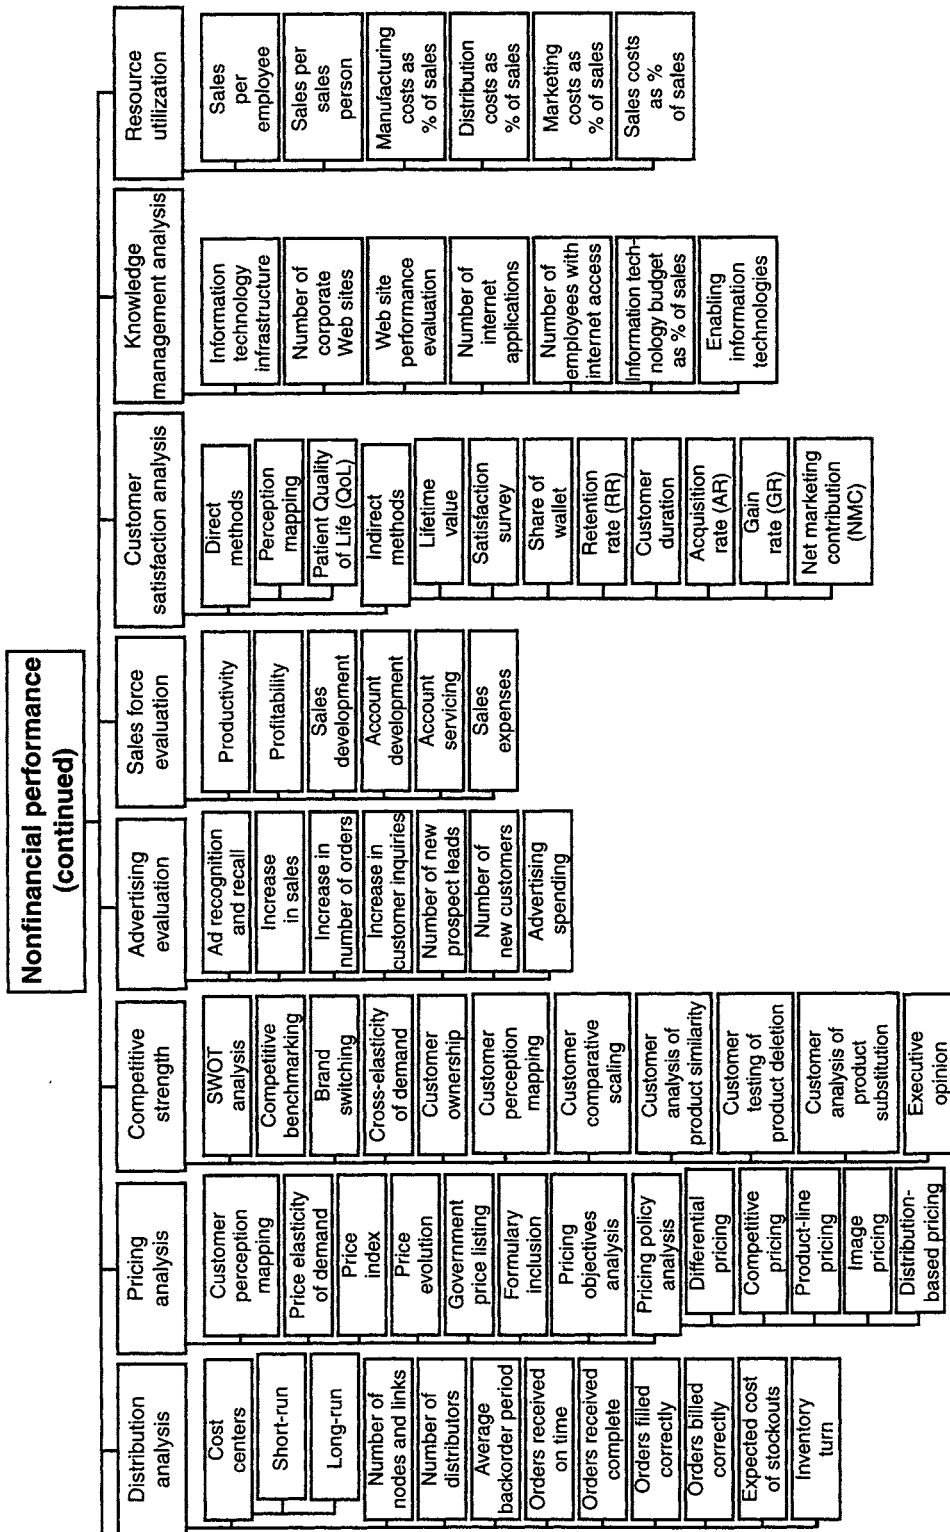 Nonfinancial performance
(continued)
Distribution
analysis
Cost
centers
Short-run
Long-run
Number of
nodes and links
Number of
distributors
Average
backorder period
Orders received
on time
Orders received
complete
Orders filled
correctly
Orders billed
correctly
Expected cost
of stockouts
Inventory
turn
Pricing
analysis
Customer
perception
mapping
Price elasticity
of demand
Price
index
Price
evolution
Government
price listing
Formulary
inclusion
Pricing
objectives
analysis
Pricing policy
analysis
Differential
pricing
Competitive
pricing
Product-line
pricing
Image
pricing
Distribution-
based pricing
Competitive
strength
SWOT
analysis
Competitive
benchmarking
Brand
switching
Cross-elasticity
of demand
Customer
ownership
Customer
perception
mapping
Customer
comparative
scaling
Customer
analysis of
product similarity
Customer
testing of
product deletion
Customer
analysis of
product
substitution
Executive
opinion
Advertising
evaluation
Ad recognition
and recall
Increase
in sales
Increase in
number of orders
Increase in
customer inquiries
Number of new
prospect leads
Number of
new customers
Advertising
spending
Sales force
evaluation
Productivity
Profitability
Sales
development
Account
development
Account
servicing
Sales
expenses
Customer
satisfaction analysis
Direct
methods
Perception
mapping
Patient Quality
of Life (QoL)
Indirect
methods
Lifetime
value
Satisfaction
survey
Share of
wallet
Retention
rate (RR)
Customer
duration
Acquisition
rate (AR)
Gain
rate (GR)
Net marketing
contribution
(NMC)
Knowledge
management analysis
Information
technology
infrastructure
Number of
corporate
Web sites
Web site
performance
evaluation
Number of
internet
applications
Number of
employees with
internet access
Information tech-
nology budget
as % of sales
Enabling
information
technologies
Resource
utilization
Sales
per
employee
Sales per
sales
person
Manufacturing
costs as
% of sales
Distribution
costs as
% of sales
Marketing
costs as
% of sales
Sales costs
as %
of sales